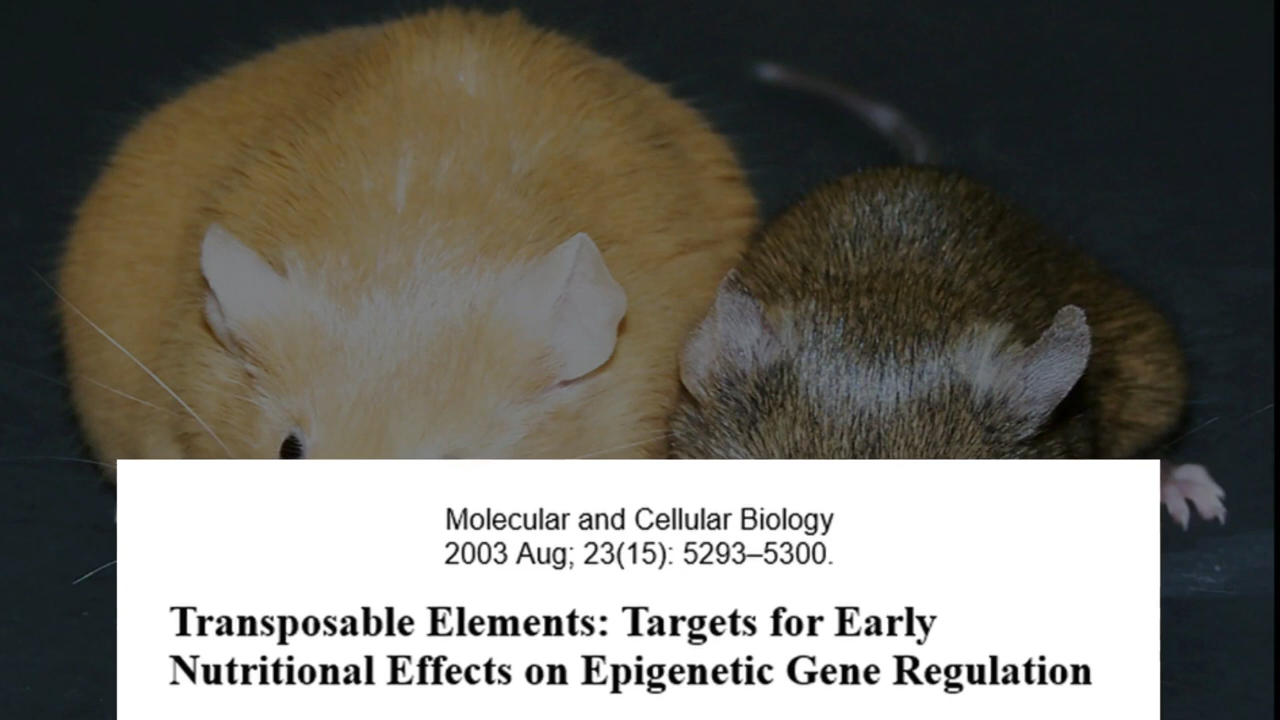 Molecular and Cellular Biology
2003 Aug; 23(15): 5293–5300.
Transposable Elements: Targets for Early
Nutritional Effects on Epigenetic Gene Regulation